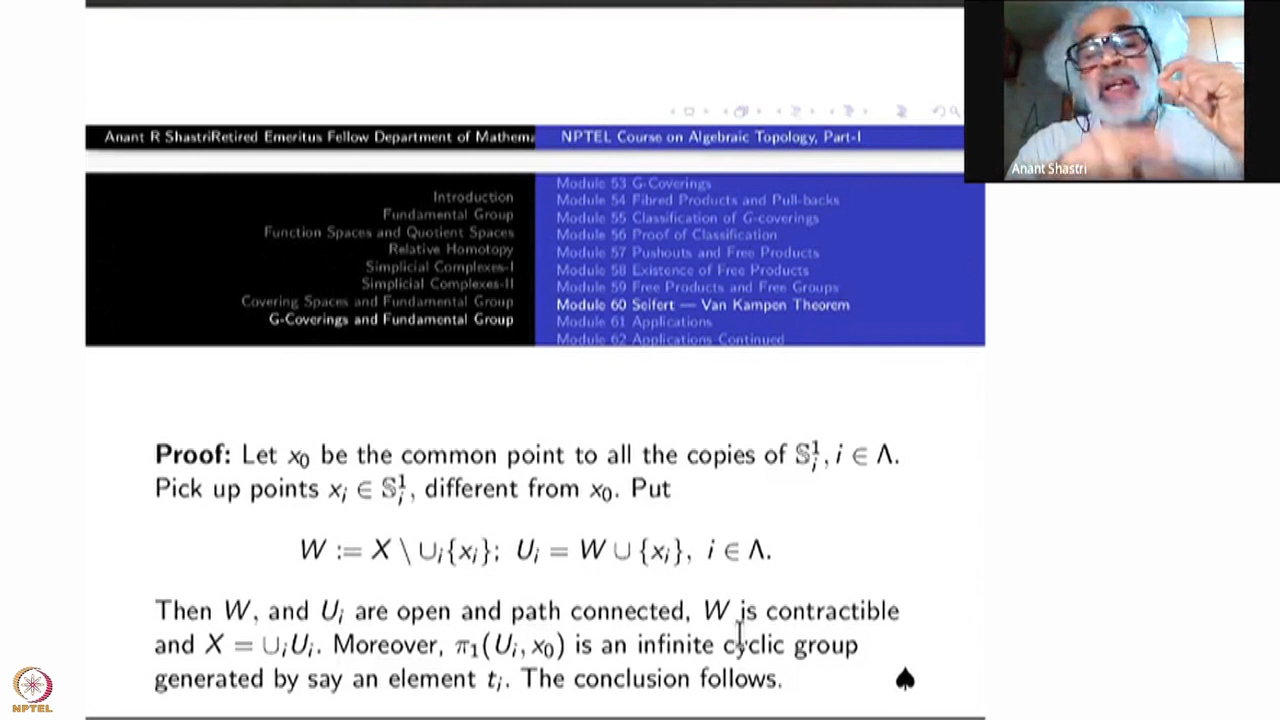 Anant R ShastriRetired Emeritus Fellow Department of Mathema
NPTEL Course on Algebraic Topology, Part-I
Introduction
Fundamental Group
Function Spaces and Quotient Spaces
Relative Homotopy
Simplicial Complexes-I
Simplicial Complexes-II
Covering Spaces and Fundamental Group
G-Coverings and Fundamental Group
Module 53 G-Coverings
Module 54 Fibred Products and Pull-backs
Module 55 Classification of G-coverings
Module 56 Proof of Classification
Module 57 Pushouts and Free Products
Module 58 Existence of Free Products
Module 59 Free Products and Free Groups
Module 60 Seifert — Van Kampen Theorem
Module 61 Applications
Module 62 Applications Continued
Anant Shastri
Proof: Let x₀ be the common point to all the copies of 𝕊¹ᵢ, i ∈ Λ.
Pick up points xᵢ ∈ 𝕊¹ᵢ, different from x₀. Put
W := X \ ∪ᵢ{xᵢ}; Uᵢ = W ∪ {xᵢ}, i ∈ Λ.
Then W, and Uᵢ are open and path connected, W is contractible
and X = ∪ᵢUᵢ. Moreover, π₁(Uᵢ, x₀) is an infinite cyclic group
generated by say an element tᵢ. The conclusion follows. ♠
NPTEL